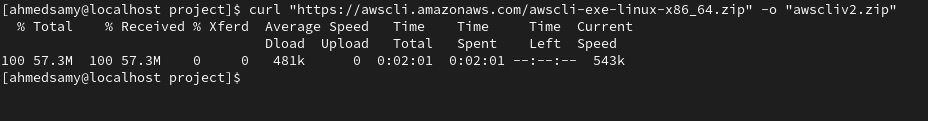 [ahmedsamy@localhost project]$ curl "https://awscli.amazonaws.com/awscli-exe-linux-x86_64.zip" -o "awscliv2.zip"
  % Total    % Received % Xferd  Average Speed   Time    Time     Time  Current
                                 Dload  Upload   Total   Spent    Left  Speed
100 57.3M  100 57.3M    0     0   481k      0  0:02:01  0:02:01 --:--:--  543k
[ahmedsamy@localhost project]$